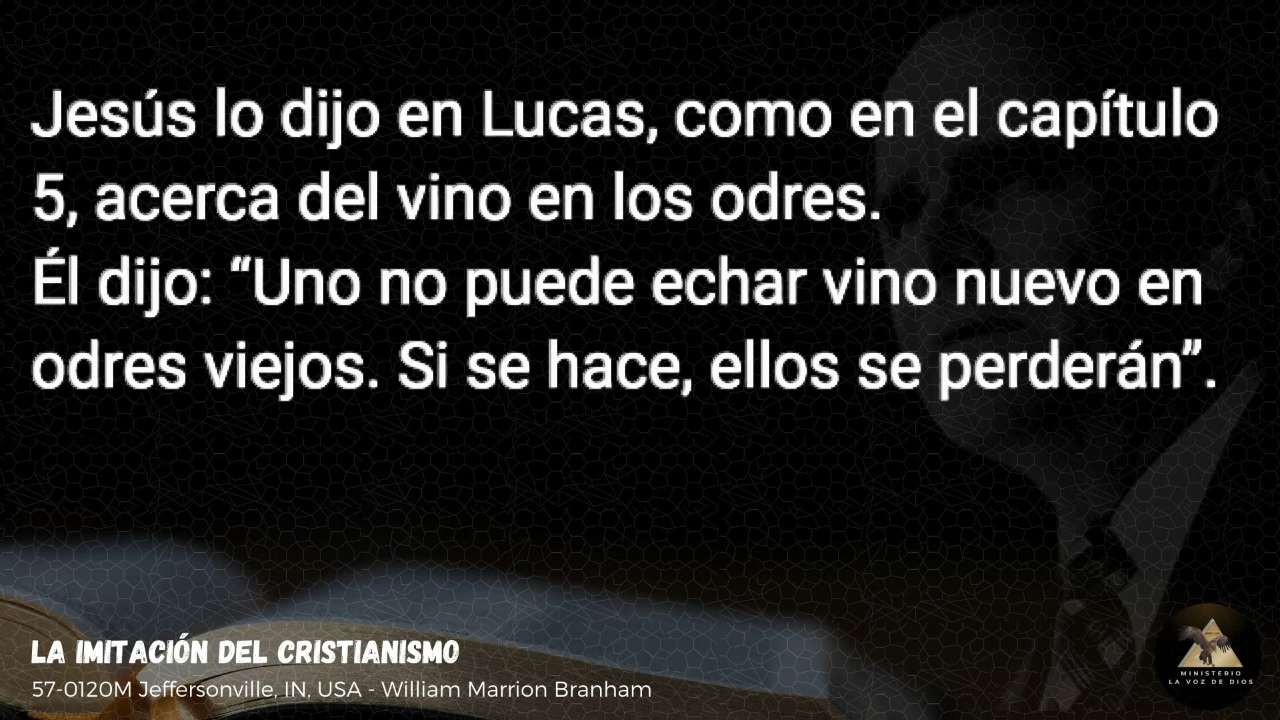 Jesús lo dijo en Lucas, como en el capítulo
5, acerca del vino en los odres.
Él dijo: “Uno no puede echar vino nuevo en
odres viejos. Si se hace, ellos se perderán”.
LA IMITACIÓN DEL CRISTIANISMO
57-0120M Jeffersonville, IN, USA - William Marrion Branham
MINISTERIO
LA VOZ DE DIOS